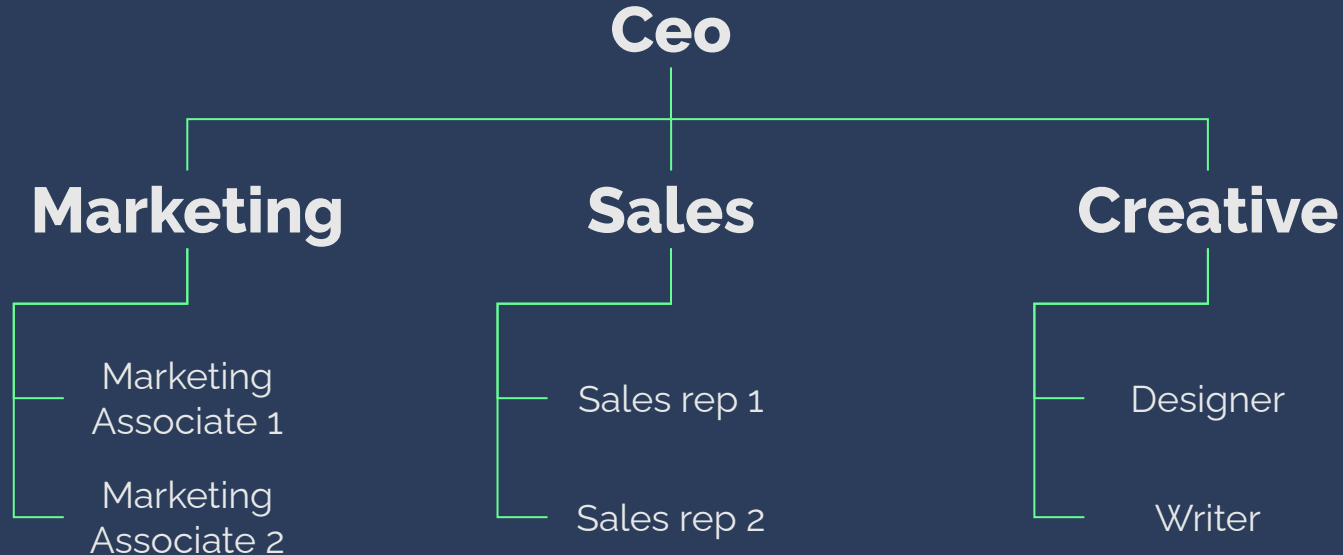 Ceo
Marketing
Sales
Creative
Marketing
Associate 1
Sales rep 1
Designer
Marketing
Associate 2
Sales rep 2
Writer